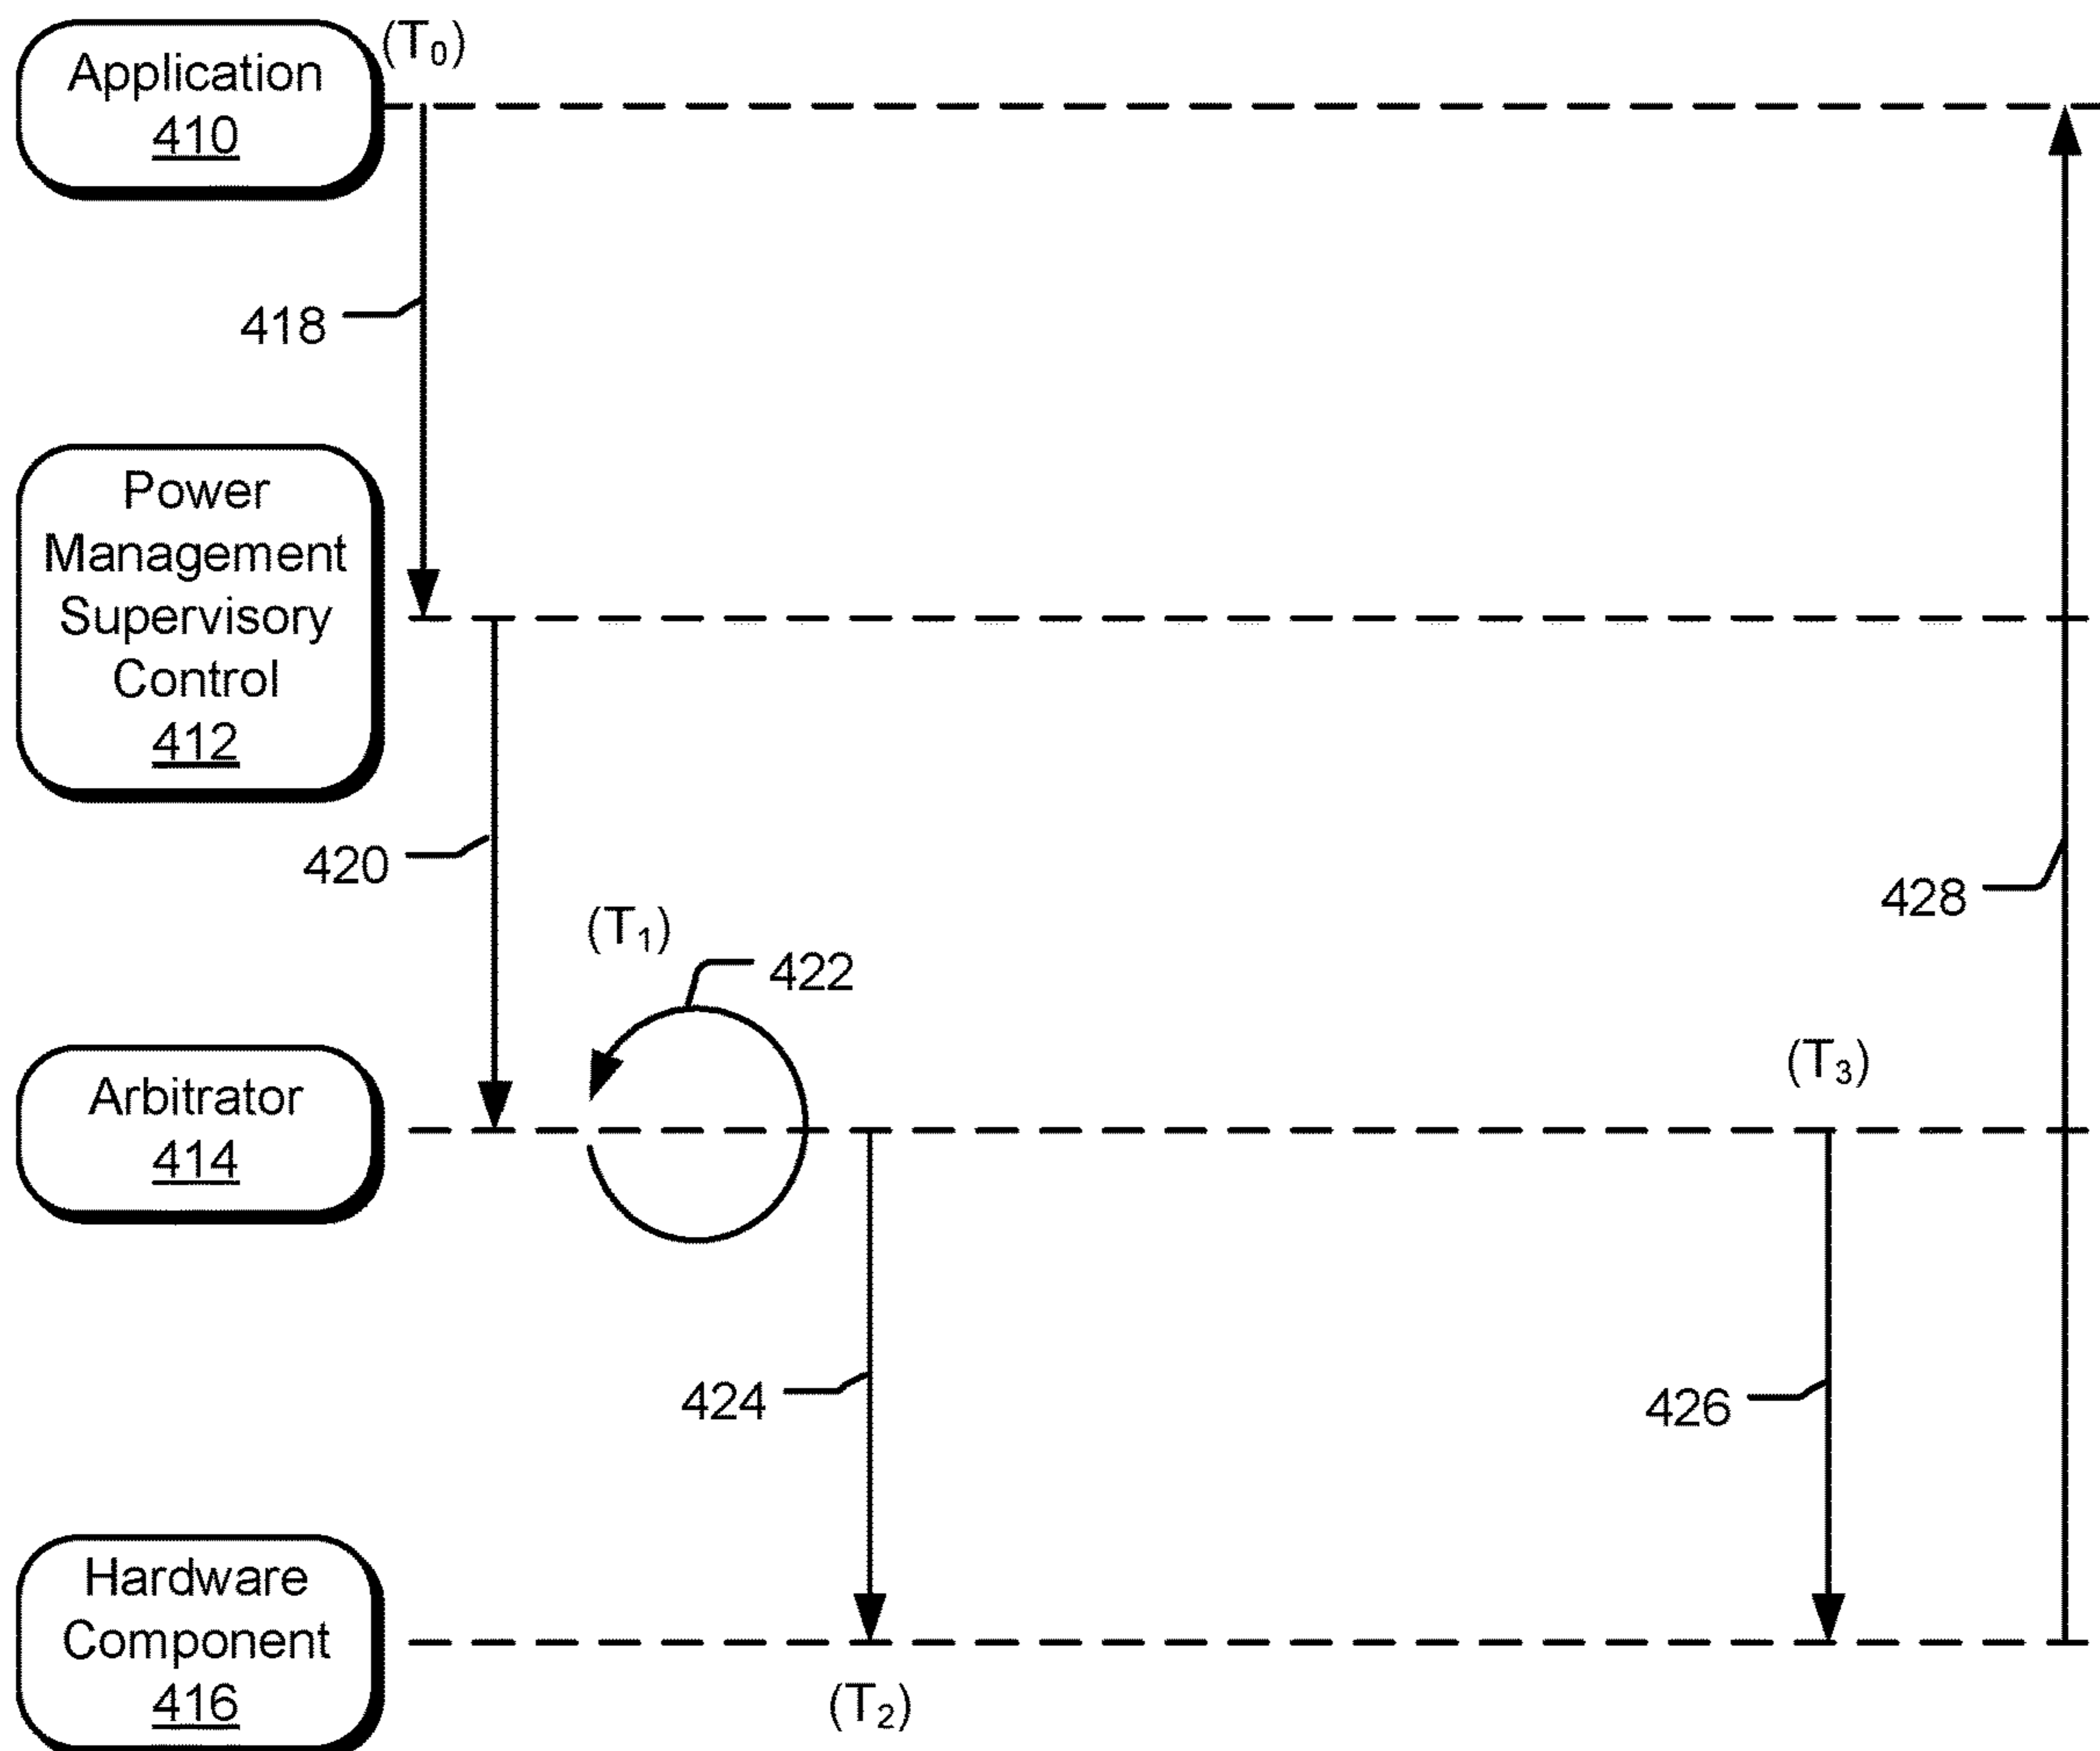 Application
410
(T0)
418
Power
Management
Supervisory
Control
412
420
428
(T1)
422
Arbitrator
414
(T3)
424
426
Hardware
Component
416
(T2)